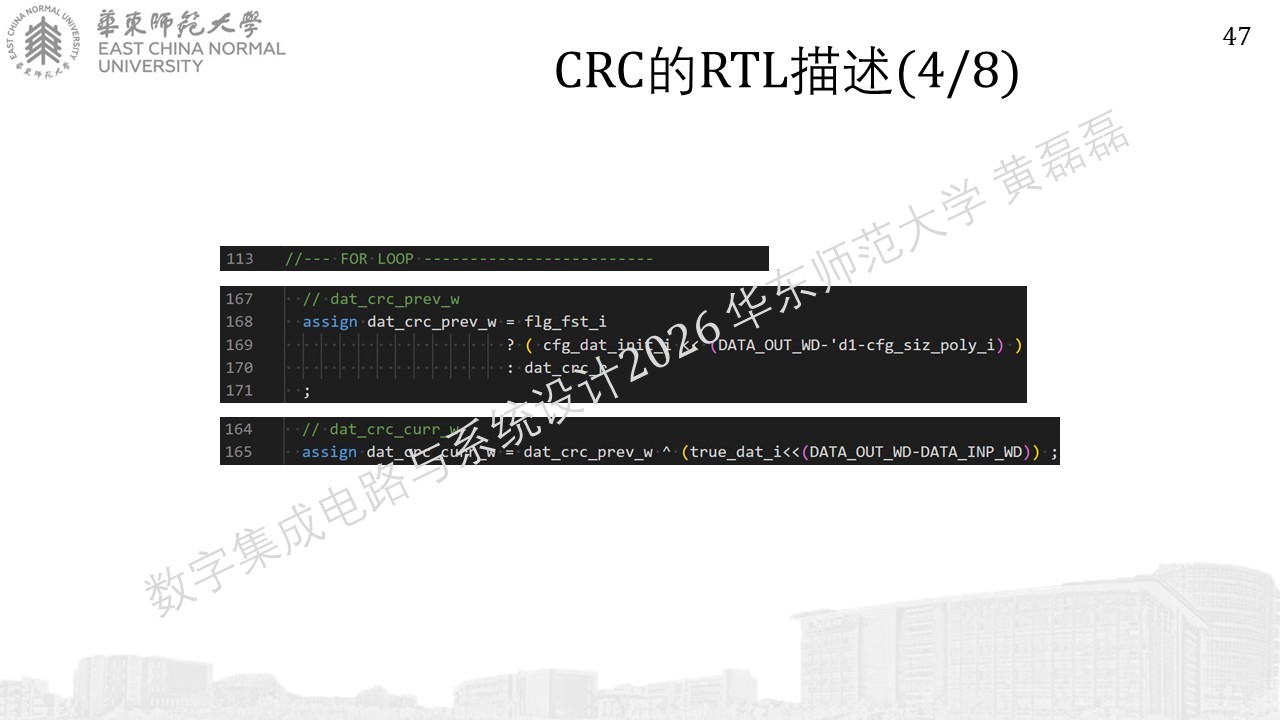 華東師範大學
EAST CHINA NORMAL
UNIVERSITY
47
CRC的RTL描述(4/8)
113 //--- FOR LOOP -------------------------
167 // dat_crc_prev_w
168 assign dat_crc_prev_w = flg_fst_i
169 ? ( cfg_dat_init_i << (DATA_OUT_WD-'d1-cfg_siz_poly_i) )
170 : dat_crc_r
171 ;
164 // dat_crc_curr_w
165 assign dat_crc_curr_w = dat_crc_prev_w ^ (true_dat_i<<(DATA_OUT_WD-DATA_INP_WD)) ;
数字集成电路与系统设计2026 华东师范大学 黄磊磊